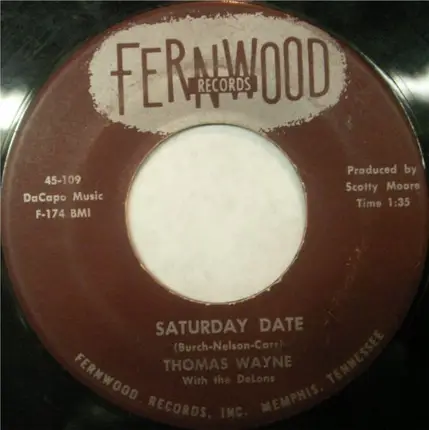 FERNWOOD
RECORDS
45-109
DaCapo Music
F-174 BMI
Produced by
Scotty Moore
Time 1:35
SATURDAY DATE
(Burch-Nelson-Carr)
THOMAS WAYNE
With the DeLons
FERNWOOD RECORDS, INC. MEMPHIS, TENNESSEE